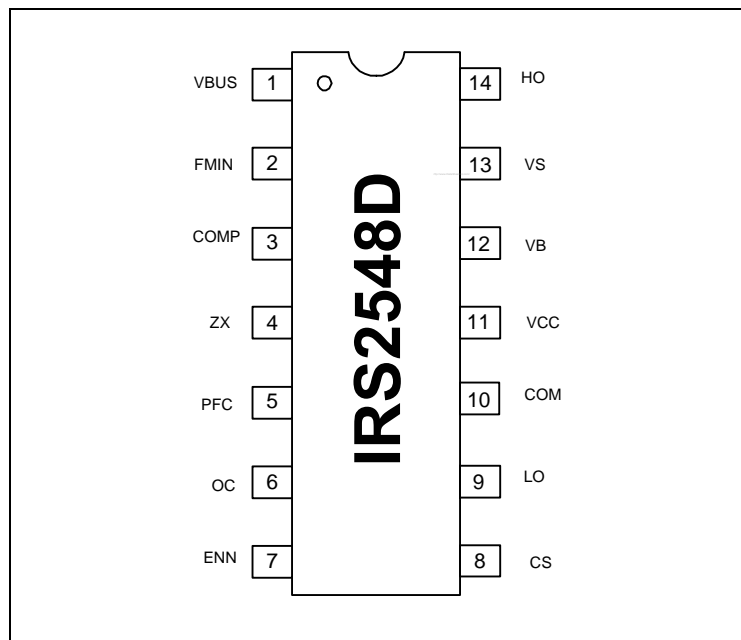 VBUS 1 14 HO
FMIN 2 13 VS
COMP 3 12 VB
ZX 4 11 VCC
PFC 5 10 COM
OC 6 9 LO
ENN 7 8 CS
IRS2548D